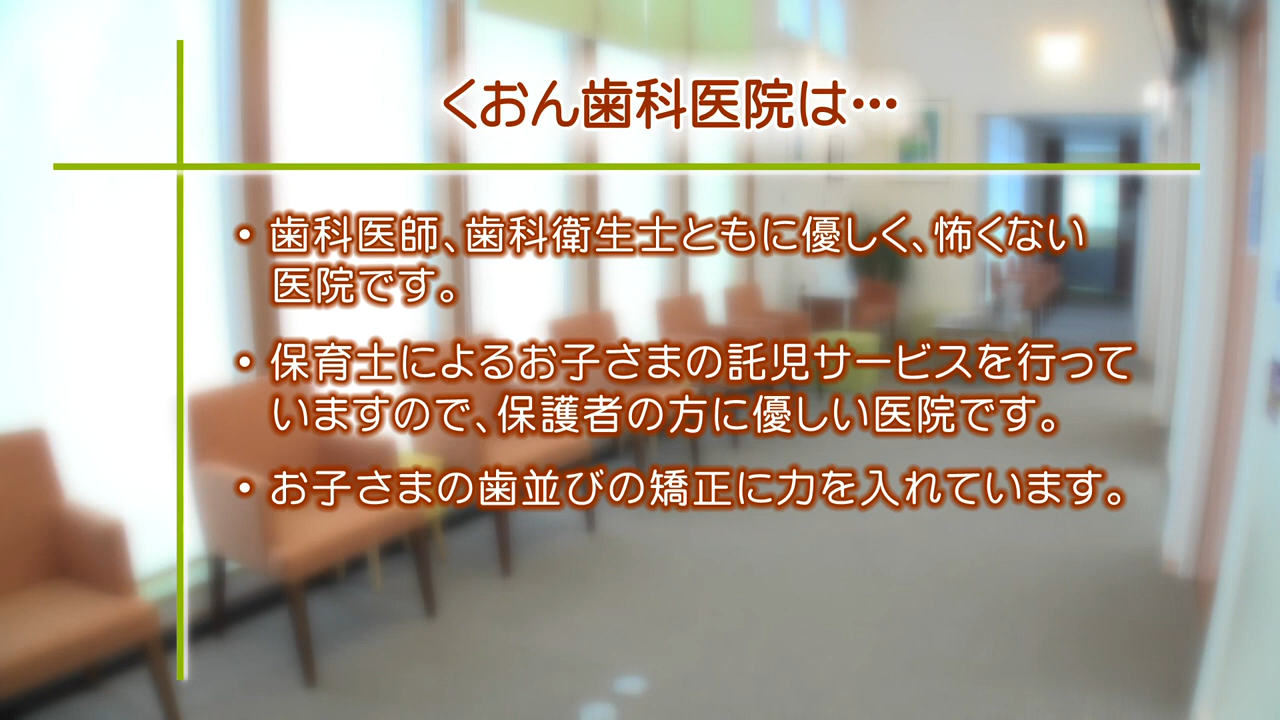 くおん歯科医院は…
・歯科医師、歯科衛生士ともに優しく、怖くない
医院です。
・保育士によるお子さまの託児サービスを行って
いますので、保護者の方に優しい医院です。
・お子さまの歯並びの矯正に力を入れています。